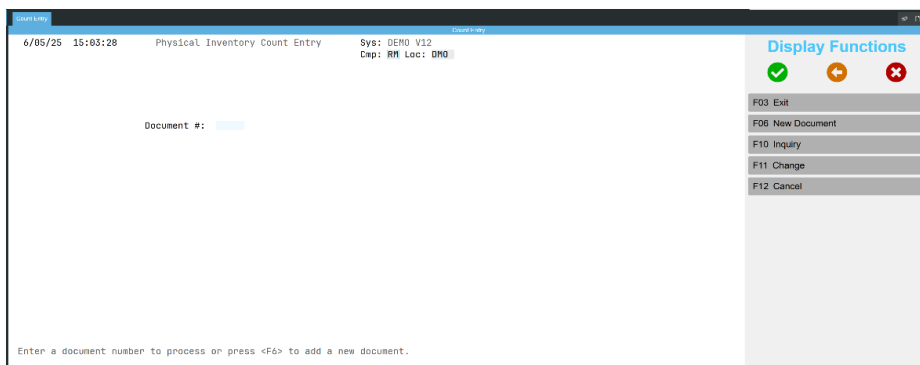 Count Entry
Count Entry
6/05/25 15:03:28 Physical Inventory Count Entry Sys: DEMO V12
Cmp: RM Loc: DMO
Document #:
Enter a document number to process or press <F6> to add a new document.
Display Functions
F03 Exit
F06 New Document
F10 Inquiry
F11 Change
F12 Cancel